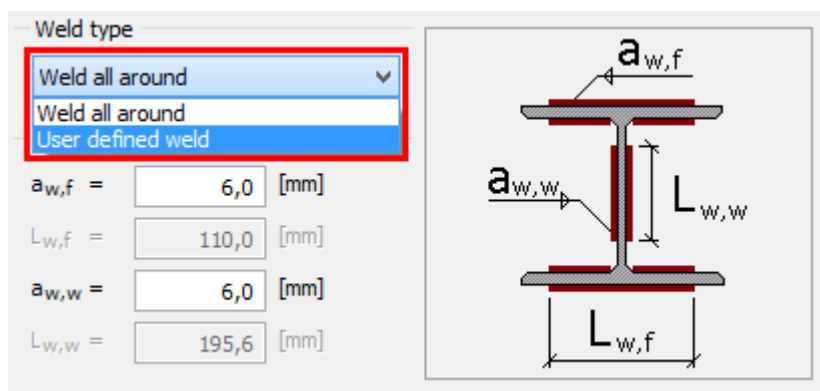 Weld type
Weld all around
Weld all around
User defined weld
aw,f = 6,0 [mm]
Lw,f = 110,0 [mm]
aw,w = 6,0 [mm]
Lw,w = 195,6 [mm]
aw,f
aw,w
Lw,w
Lw,f